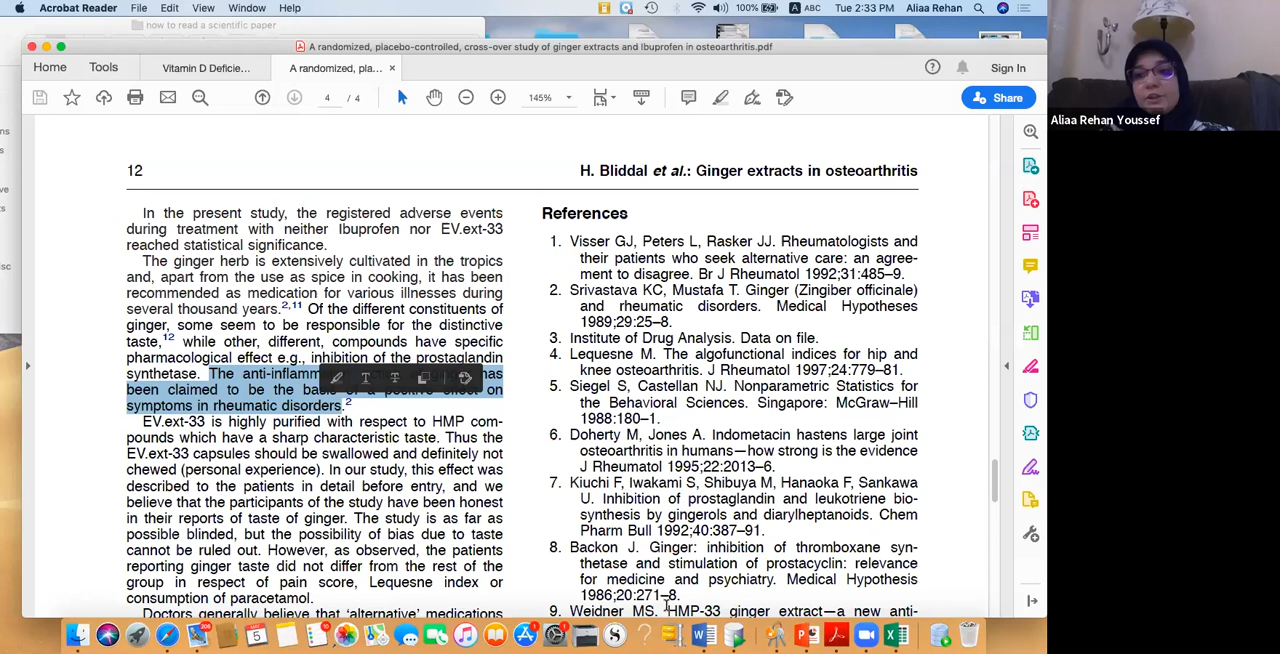 Acrobat Reader File Edit View Window Help
100% ABC Tue 2:33 PM Aliaa Rehan
how to read a scientific paper
A randomized, placebo-controlled, cross-over study of ginger extracts and Ibuprofen in osteoarthritis.pdf
Home Tools Vitamin D Deficie... A randomized, pla... × Sign In
4 / 4 145% Share
Aliaa Rehan Youssef
12
H. Bliddal et al.: Ginger extracts in osteoarthritis
In the present study, the registered adverse events
during treatment with neither Ibuprofen nor EV.ext-33
reached statistical significance.
The ginger herb is extensively cultivated in the tropics
and, apart from the use as spice in cooking, it has been
recommended as medication for various illnesses during
several thousand years.2,11 Of the different constituents of
ginger, some seem to be responsible for the distinctive
taste,12 while other, different, compounds have specific
pharmacological effect e.g., inhibition of the prostaglandin
synthetase. The anti-inflamm has
been claimed to be the positive effect on
symptoms in rheumatic disorders.2
EV.ext-33 is highly purified with respect to HMP com-
pounds which have a sharp characteristic taste. Thus the
EV.ext-33 capsules should be swallowed and definitely not
chewed (personal experience). In our study, this effect was
described to the patients in detail before entry, and we
believe that the participants of the study have been honest
in their reports of taste of ginger. The study is as far as
possible blinded, but the possibility of bias due to taste
cannot be ruled out. However, as observed, the patients
reporting ginger taste did not differ from the rest of the
group in respect of pain score, Lequesne index or
consumption of paracetamol.
Doctors generally believe that 'alternative' medications
References
1. Visser GJ, Peters L, Rasker JJ. Rheumatologists and
their patients who seek alternative care: an agree-
ment to disagree. Br J Rheumatol 1992;31:485–9.
2. Srivastava KC, Mustafa T. Ginger (Zingiber officinale)
and rheumatic disorders. Medical Hypotheses
1989;29:25–8.
3. Institute of Drug Analysis. Data on file.
4. Lequesne M. The algofunctional indices for hip and
knee osteoarthritis. J Rheumatol 1997;24:779–81.
5. Siegel S, Castellan NJ. Nonparametric Statistics for
the Behavioral Sciences. Singapore: McGraw–Hill
1988:180–1.
6. Doherty M, Jones A. Indometacin hastens large joint
osteoarthritis in humans—how strong is the evidence
J Rheumatol 1995;22:2013–6.
7. Kiuchi F, Iwakami S, Shibuya M, Hanaoka F, Sankawa
U. Inhibition of prostaglandin and leukotriene bio-
synthesis by gingerols and diarylheptanoids. Chem
Pharm Bull 1992;40:387–91.
8. Backon J. Ginger: inhibition of thromboxane syn-
thetase and stimulation of prostacyclin: relevance
for medicine and psychiatry. Medical Hypothesis
1986;20:271–8.
9. Weidner MS. HMP-33 ginger extract—a new anti-